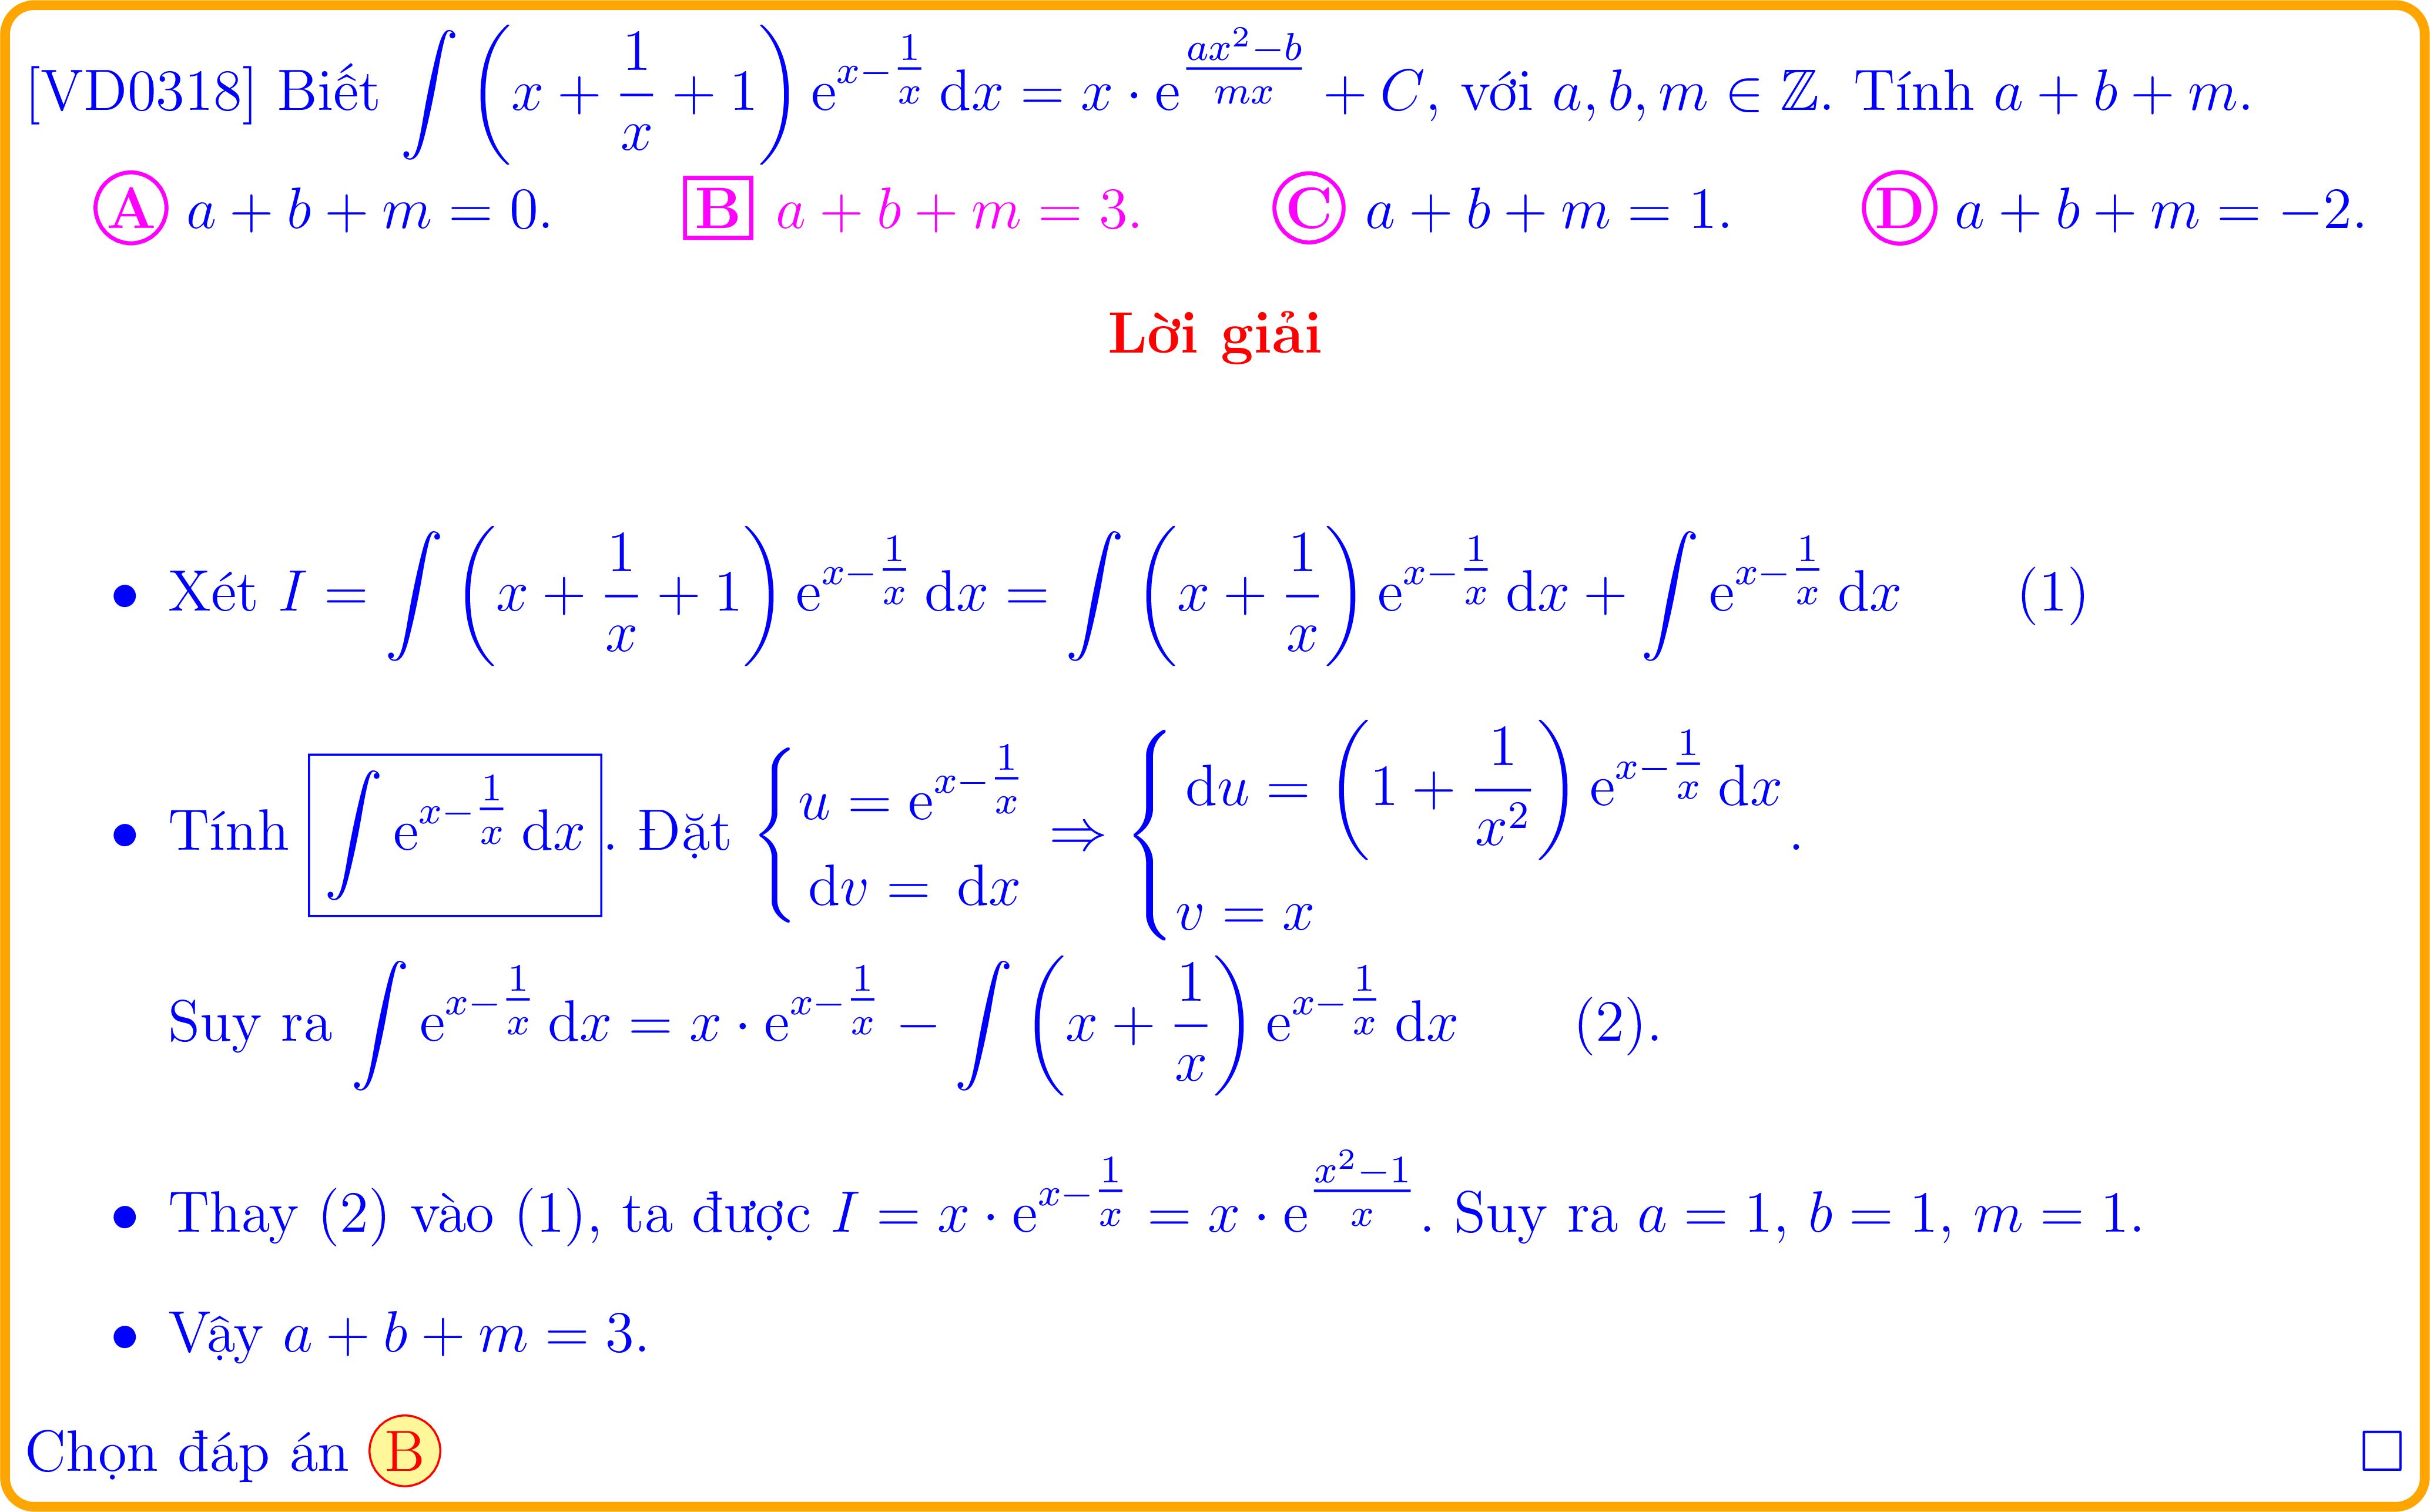 [VD0318] Biết $\int \left(x + \frac{1}{x} + 1\right) \mathrm{e}^{x-\frac{1}{x}} \, \mathrm{d}x = x \cdot \mathrm{e}^{\frac{ax^2-b}{mx}} + C$, với $a, b, m \in \mathbb{Z}$. Tính $a + b + m$.
A $a + b + m = 0$. B $a + b + m = 3$. C $a + b + m = 1$. D $a + b + m = -2$.
Lời giải
• Xét $I = \int \left(x + \frac{1}{x} + 1\right) \mathrm{e}^{x-\frac{1}{x}} \, \mathrm{d}x = \int \left(x + \frac{1}{x}\right) \mathrm{e}^{x-\frac{1}{x}} \, \mathrm{d}x + \int \mathrm{e}^{x-\frac{1}{x}} \, \mathrm{d}x$ (1)
• Tính $\boxed{\int \mathrm{e}^{x-\frac{1}{x}} \, \mathrm{d}x}$. Đặt $\begin{cases} u = \mathrm{e}^{x-\frac{1}{x}} \\ \mathrm{d}v = \mathrm{d}x \end{cases} \Rightarrow \begin{cases} \mathrm{d}u = \left(1 + \frac{1}{x^2}\right) \mathrm{e}^{x-\frac{1}{x}} \, \mathrm{d}x \\ v = x \end{cases}$.
Suy ra $\int \mathrm{e}^{x-\frac{1}{x}} \, \mathrm{d}x = x \cdot \mathrm{e}^{x-\frac{1}{x}} - \int \left(x + \frac{1}{x}\right) \mathrm{e}^{x-\frac{1}{x}} \, \mathrm{d}x$ (2).
• Thay (2) vào (1), ta được $I = x \cdot \mathrm{e}^{x-\frac{1}{x}} = x \cdot \mathrm{e}^{\frac{x^2-1}{x}}$. Suy ra $a = 1$, $b = 1$, $m = 1$.
• Vậy $a + b + m = 3$.
Chọn đáp án B □